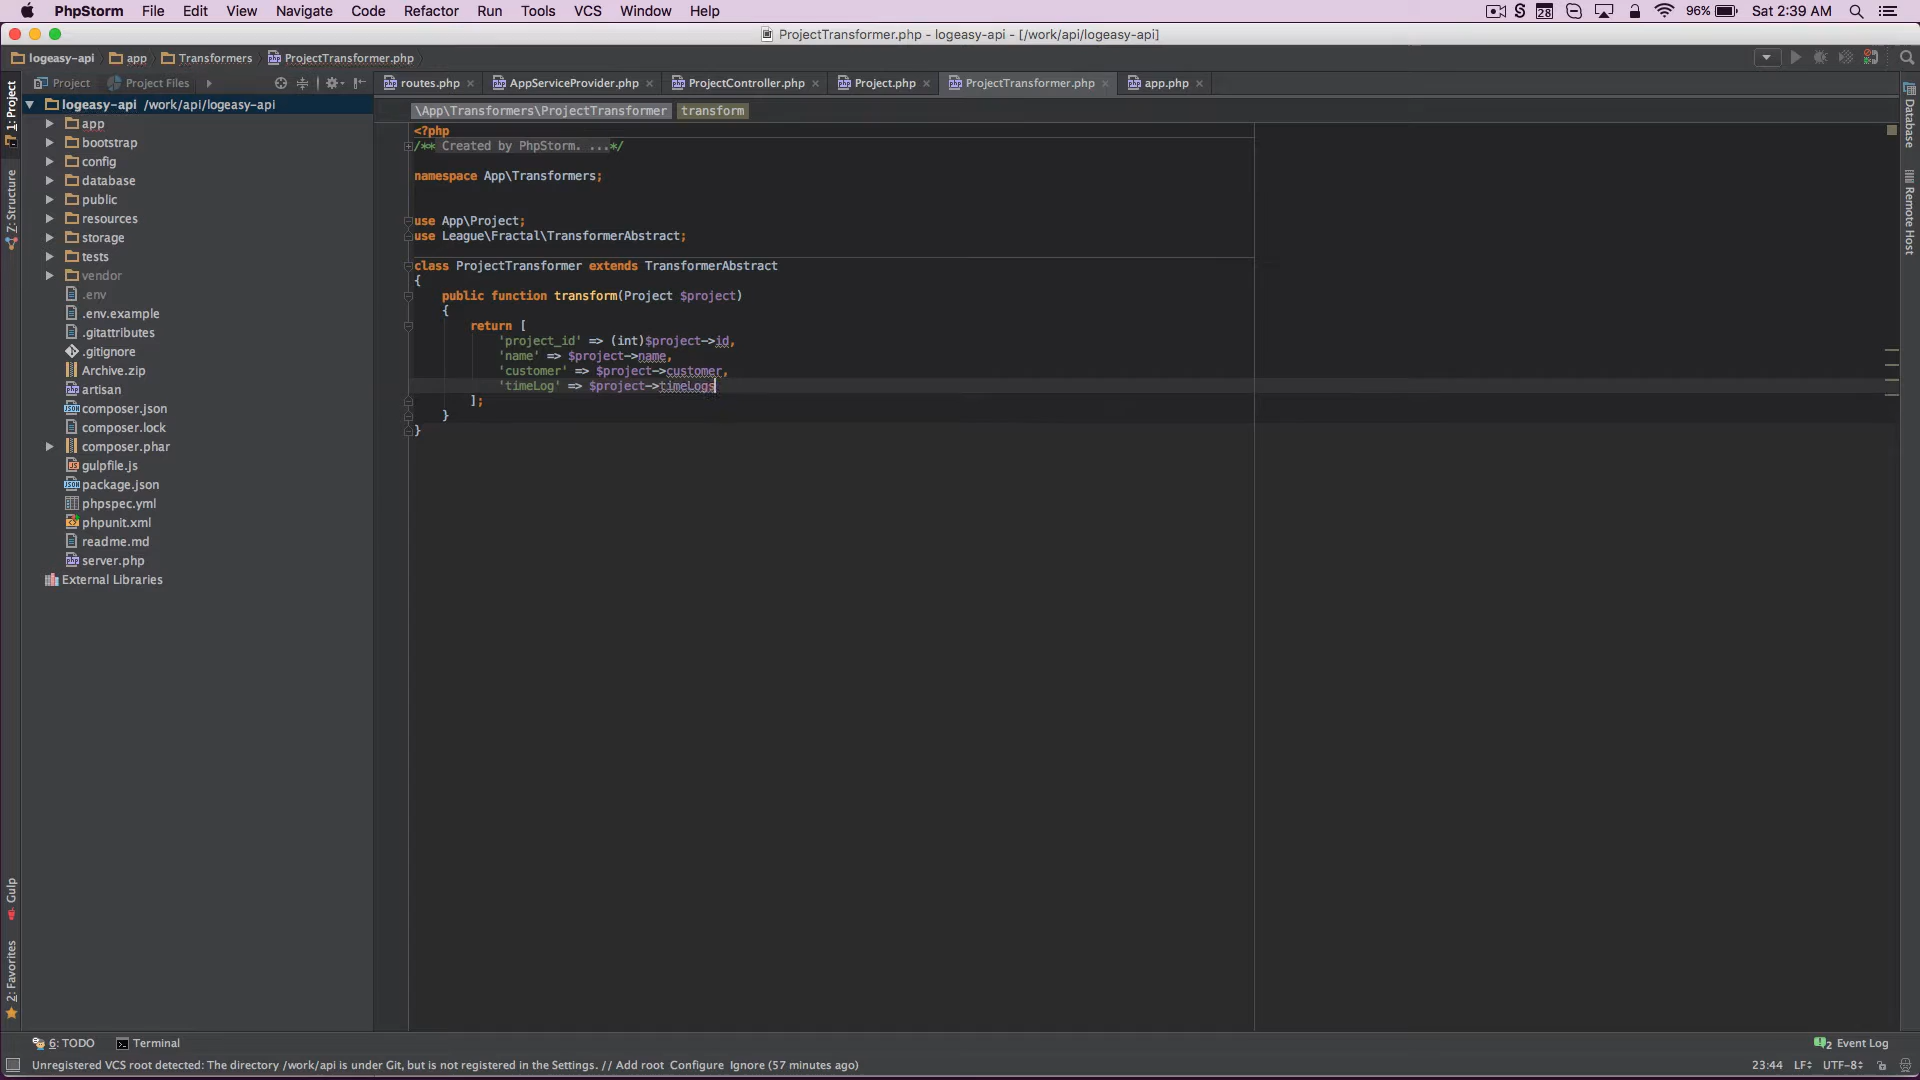 PhpStorm File Edit View Navigate Code Refactor Run Tools VCS Window Help S 28 96% Sat 2:39 AM
ProjectTransformer.php - logeasy-api - [/work/api/logeasy-api]
logeasy-api app Transformers ProjectTransformer.php
Project Project Files
routes.php AppServiceProvider.php ProjectController.php Project.php ProjectTransformer.php app.php
1: Project
Z: Structure
Gulp
2: Favorites
logeasy-api /work/api/logeasy-api
app
bootstrap
config
database
public
resources
storage
tests
vendor
.env
.env.example
.gitattributes
.gitignore
Archive.zip
artisan
composer.json
composer.lock
composer.phar
gulpfile.js
package.json
phpspec.yml
phpunit.xml
readme.md
server.php
External Libraries
\App\Transformers\ProjectTransformer transform
<?php
/** Created by PhpStorm. ...*/
namespace App\Transformers;
use App\Project;
use League\Fractal\TransformerAbstract;
class ProjectTransformer extends TransformerAbstract
{
public function transform(Project $project)
{
return [
'project_id' => (int)$project->id,
'name' => $project->name,
'customer' => $project->customer,
'timeLog' => $project->timeLogs
];
}
}
Database
Remote Host
6: TODO Terminal 2 Event Log
Unregistered VCS root detected: The directory /work/api is under Git, but is not registered in the Settings. // Add root Configure Ignore (57 minutes ago) 23:44 LF UTF-8